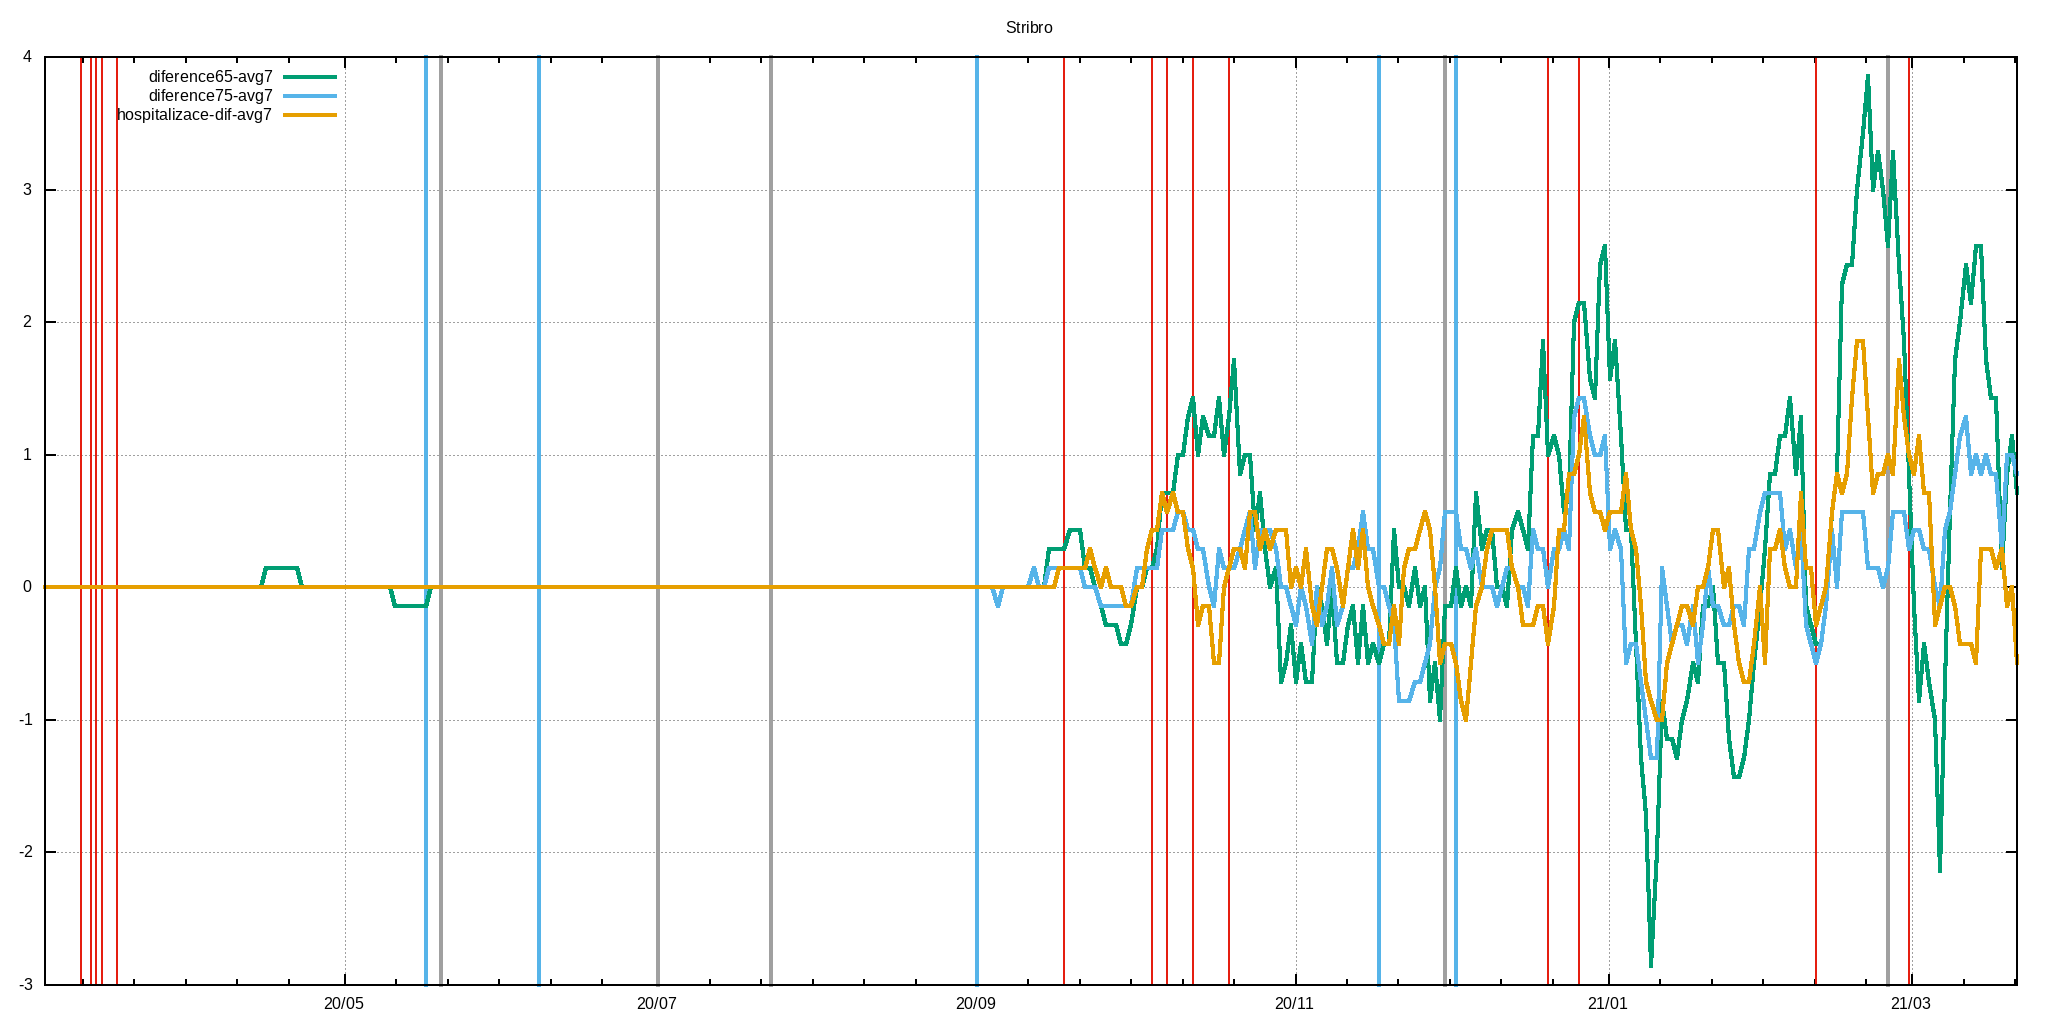 Stribro
diference65-avg7
diference75-avg7
hospitalizace-dif-avg7
4
3
2
1
0
-1
-2
-3
20/05 20/07 20/09 20/11 21/01 21/03